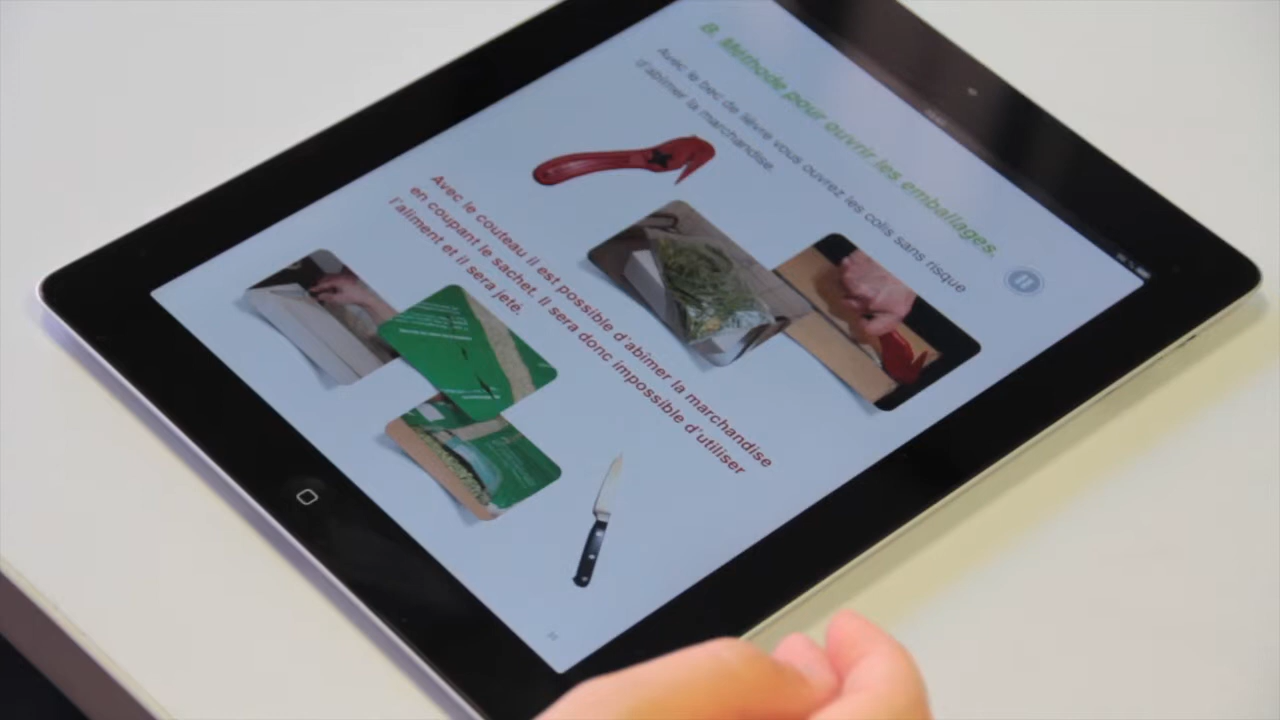 B. Méthode pour ouvrir les emballages.
Avec le bec de lièvre vous ouvrez les colis sans risque
d'abîmer la marchandise.
Avec le couteau il est possible d'abîmer la marchandise
en coupant le sachet. Il sera donc impossible d'utiliser
l'aliment et il sera jeté.